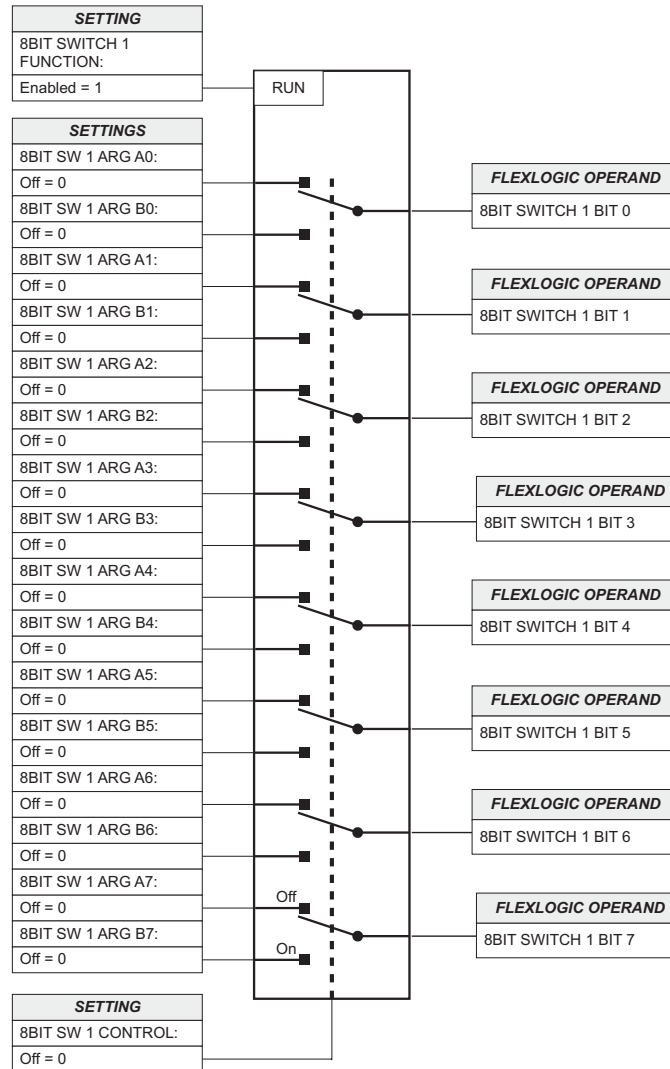 SETTING
8BIT SWITCH 1
FUNCTION:
Enabled = 1
RUN
SETTINGS
8BIT SW 1 ARG A0:
Off = 0
8BIT SW 1 ARG B0:
Off = 0
8BIT SW 1 ARG A1:
Off = 0
8BIT SW 1 ARG B1:
Off = 0
8BIT SW 1 ARG A2:
Off = 0
8BIT SW 1 ARG B2:
Off = 0
8BIT SW 1 ARG A3:
Off = 0
8BIT SW 1 ARG B3:
Off = 0
8BIT SW 1 ARG A4:
Off = 0
8BIT SW 1 ARG B4:
Off = 0
8BIT SW 1 ARG A5:
Off = 0
8BIT SW 1 ARG B5:
Off = 0
8BIT SW 1 ARG A6:
Off = 0
8BIT SW 1 ARG B6:
Off = 0
8BIT SW 1 ARG A7:
Off = 0
8BIT SW 1 ARG B7:
Off = 0
Off
On
SETTING
8BIT SW 1 CONTROL:
Off = 0
FLEXLOGIC OPERAND
8BIT SWITCH 1 BIT 0
FLEXLOGIC OPERAND
8BIT SWITCH 1 BIT 1
FLEXLOGIC OPERAND
8BIT SWITCH 1 BIT 2
FLEXLOGIC OPERAND
8BIT SWITCH 1 BIT 3
FLEXLOGIC OPERAND
8BIT SWITCH 1 BIT 4
FLEXLOGIC OPERAND
8BIT SWITCH 1 BIT 5
FLEXLOGIC OPERAND
8BIT SWITCH 1 BIT 6
FLEXLOGIC OPERAND
8BIT SWITCH 1 BIT 7